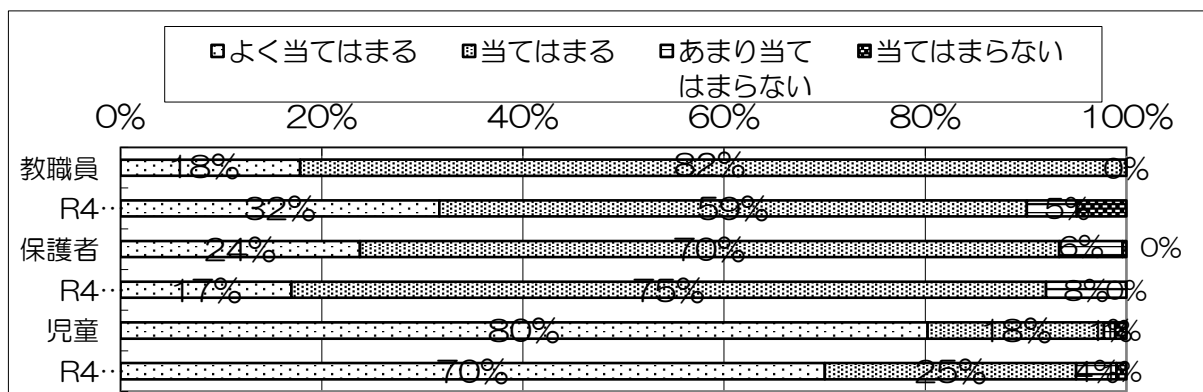 よく当てはまる 当てはまる あまり当てはまらない 当てはまらない
0% 20% 40% 60% 80% 100%
教職員 18% 82% 0%
R4… 32% 59% 5%
保護者 24% 70% 6% 0%
R4… 17% 75% 8% 0%
児童 80% 18% 1%
R4… 70% 25% 4%